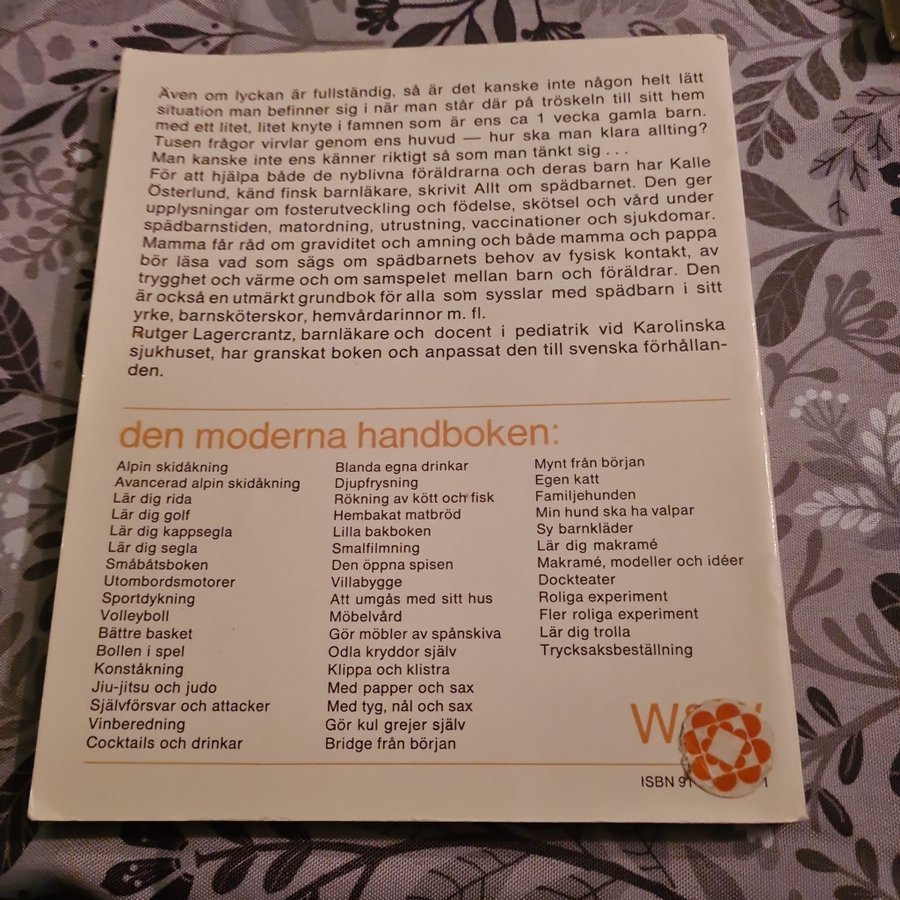 Även om lyckan är fullständig, så är det kanske inte någon helt lätt
situation man befinner sig i när man står där på tröskeln till sitt hem
med ett litet, litet knyte i famnen som är ens ca 1 vecka gamla barn.
Tusen frågor virvlar genom ens huvud — hur ska man klara allting?
Man kanske inte ens känner riktigt så som man tänkt sig . . .
För att hjälpa både de nyblivna föräldrarna och deras barn har Kalle
Österlund, känd finsk barnläkare, skrivit Allt om spädbarnet. Den ger
upplysningar om fosterutveckling och födelse, skötsel och vård under
spädbarnstiden, matordning, utrustning, vaccinationer och sjukdomar.
Mamma får råd om graviditet och amning och både mamma och pappa
bör läsa vad som sägs om spädbarnets behov av fysisk kontakt, av
trygghet och värme och om samspelet mellan barn och föräldrar. Den
är också en utmärkt grundbok för alla som sysslar med spädbarn i sitt
yrke, barnsköterskor, hemvårdarinnor m. fl.
Rutger Lagercrantz, barnläkare och docent i pediatrik vid Karolinska
sjukhuset, har granskat boken och anpassat den till svenska förhållan-
den.
den moderna handboken:
Alpin skidåkning
Avancerad alpin skidåkning
Lär dig rida
Lär dig golf
Lär dig kappsegla
Lär dig segla
Småbåtsboken
Utombordsmotorer
Sportdykning
Volleyboll
Bättre basket
Bollen i spel
Konståkning
Jiu-jitsu och judo
Självförsvar och attacker
Vinberedning
Cocktails och drinkar
Blanda egna drinkar
Djupfrysning
Rökning av kött och fisk
Hembakat matbröd
Lilla bakboken
Smalfilmning
Den öppna spisen
Villabygge
Att umgås med sitt hus
Möbelvård
Gör möbler av spånskiva
Odla kryddor själv
Klippa och klistra
Med papper och sax
Med tyg, nål och sax
Gör kul grejer själv
Bridge från början
Mynt från början
Egen katt
Familjehunden
Min hund ska ha valpar
Sy barnkläder
Lär dig makramé
Makramé, modeller och idéer
Dockteater
Roliga experiment
Fler roliga experiment
Lär dig trolla
Trycksaksbeställning
ISBN 91